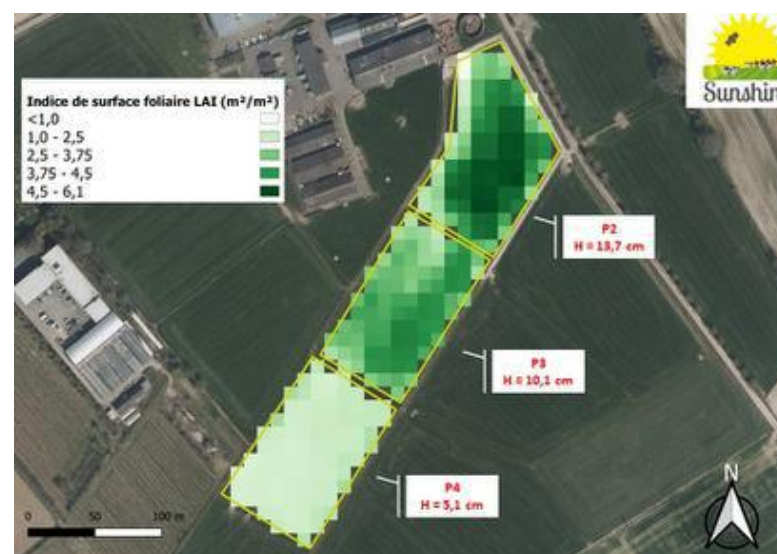 Sunshin
Indice de surface foliaire LAI (m²/m²)
<1,0
1,0 - 2,5
2,5 - 3,75
3,75 - 4,5
4,5 - 6,1
P2
H = 13,7 cm
P3
H = 10,1 cm
P4
H = 5,1 cm
N
0 50 100 m